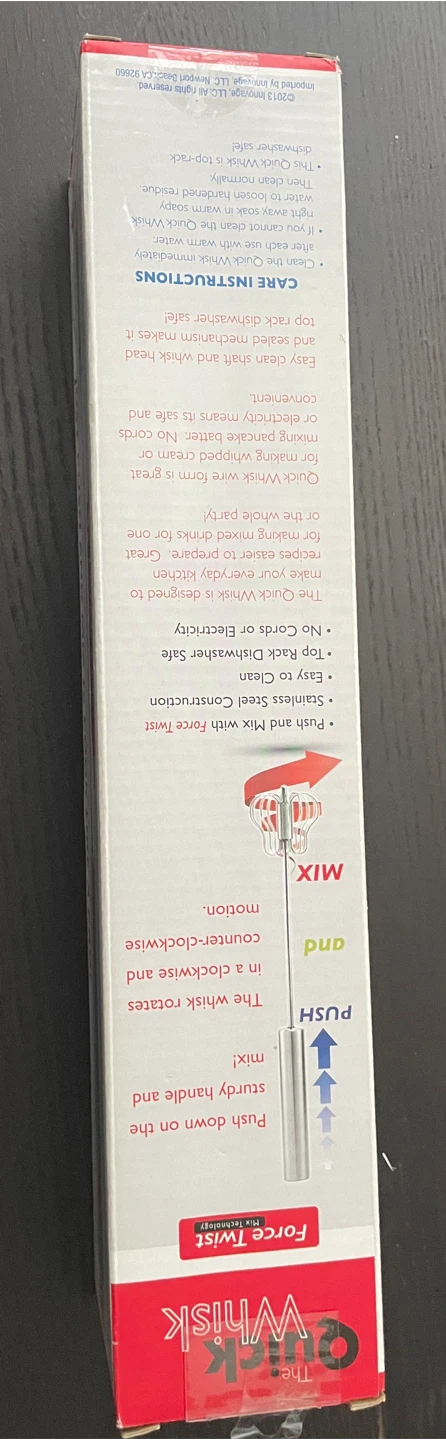 The
Quick
Whisk
Force Twist
Mix Technology
Push down on the
sturdy handle and
mix!
PUSH
The whisk rotates
in a clockwise and
counter-clockwise
motion.
and
MIX
• Push and Mix with Force Twist
• Stainless Steel Construction
• Easy to Clean
• Top Rack Dishwasher Safe
• No Cords or Electricity
The Quick Whisk is designed to
make your everyday kitchen
recipes easier to prepare. Great
for making mixed drinks for one
or the whole party!
Quick Whisk wire form is great
for making whipped cream or
mixing pancake batter. No cords
or electricity means its safe and
convenient.
Easy clean shaft and whisk head
and sealed mechanism makes it
top rack dishwasher safe!
CARE INSTRUCTIONS
• Clean the Quick Whisk immediately
after each use with warm water.
• If you cannot clean the Quick Whisk
right away, soak in warm soapy
water to loosen hardened residue.
Then clean normally.
• This Quick Whisk is top-rack
dishwasher safe!
©2013 Innovage, LLC. All rights reserved
Imported by Innovage, LLC. Newport Beach, CA 92660